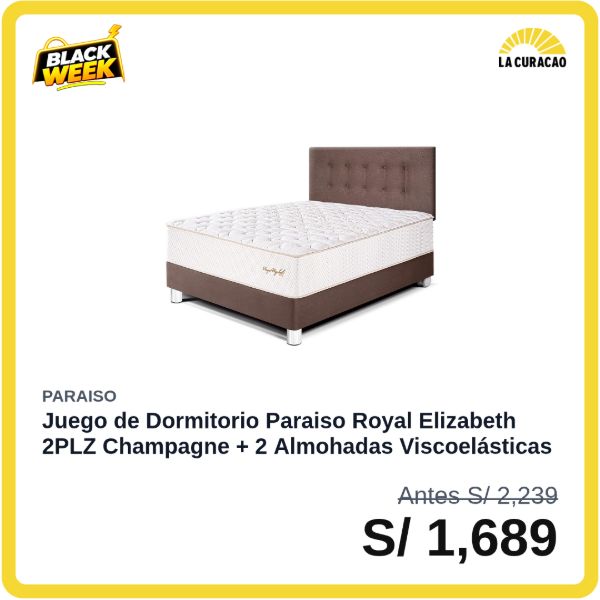 BLACK
WEEK
LA CURACAO
PARAISO
Juego de Dormitorio Paraiso Royal Elizabeth
2PLZ Champagne + 2 Almohadas Viscoelásticas
Antes S/ 2,239
S/ 1,689